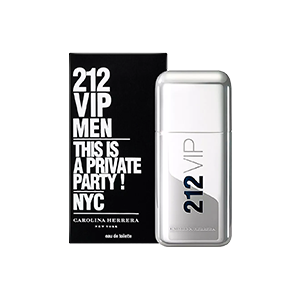 212
VIP
MEN
THIS IS
A PRIVATE
PARTY !
NYC
CAROLINA HERRERA
NEW YORK
eau de toilette
212 VIP